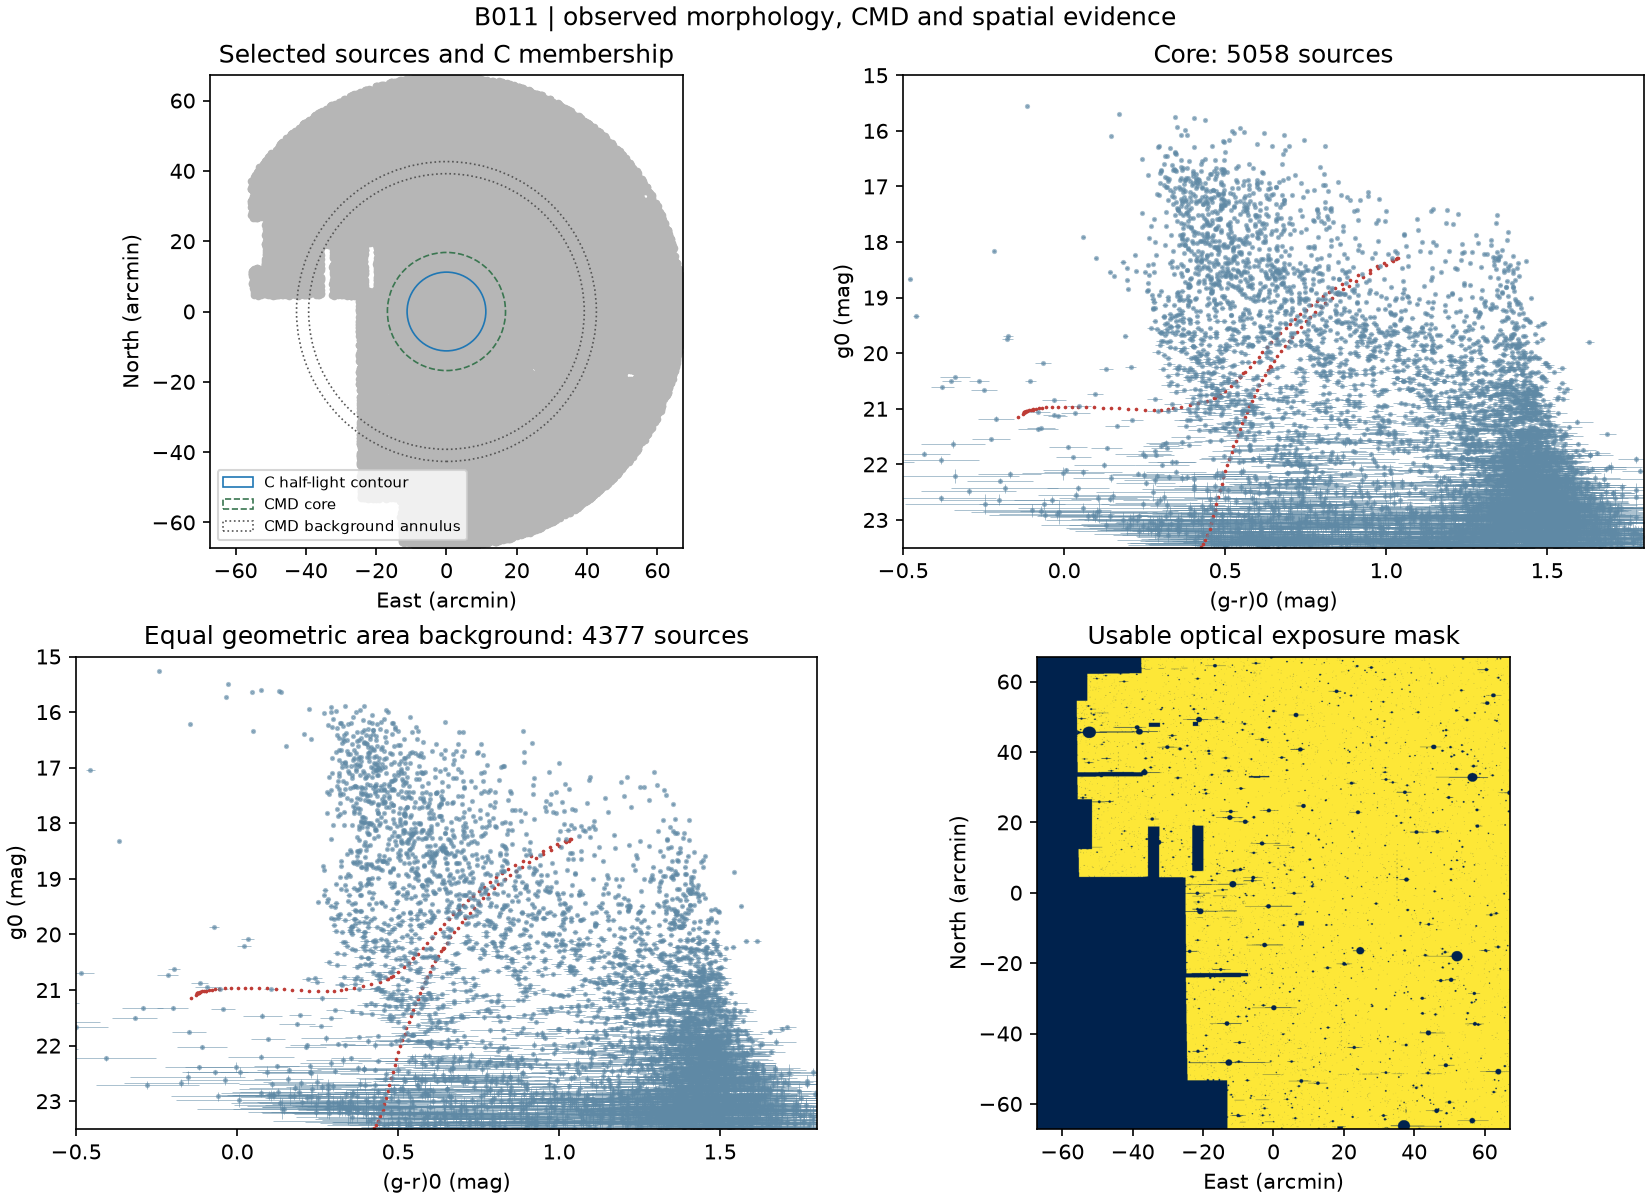 B011 | observed morphology, CMD and spatial evidence
Selected sources and C membership
60
40
20
0
−20
−40
−60
North (arcmin)
C half-light contour
CMD core
CMD background annulus
−60 −40 −20 0 20 40 60
East (arcmin)
Core: 5058 sources
15
16
17
18
19
20
21
22
23
g0 (mag)
−0.5 0.0 0.5 1.0 1.5
(g-r)0 (mag)
Equal geometric area background: 4377 sources
15
16
17
18
19
20
21
22
23
g0 (mag)
−0.5 0.0 0.5 1.0 1.5
(g-r)0 (mag)
Usable optical exposure mask
60
40
20
0
−20
−40
−60
North (arcmin)
−60 −40 −20 0 20 40 60
East (arcmin)